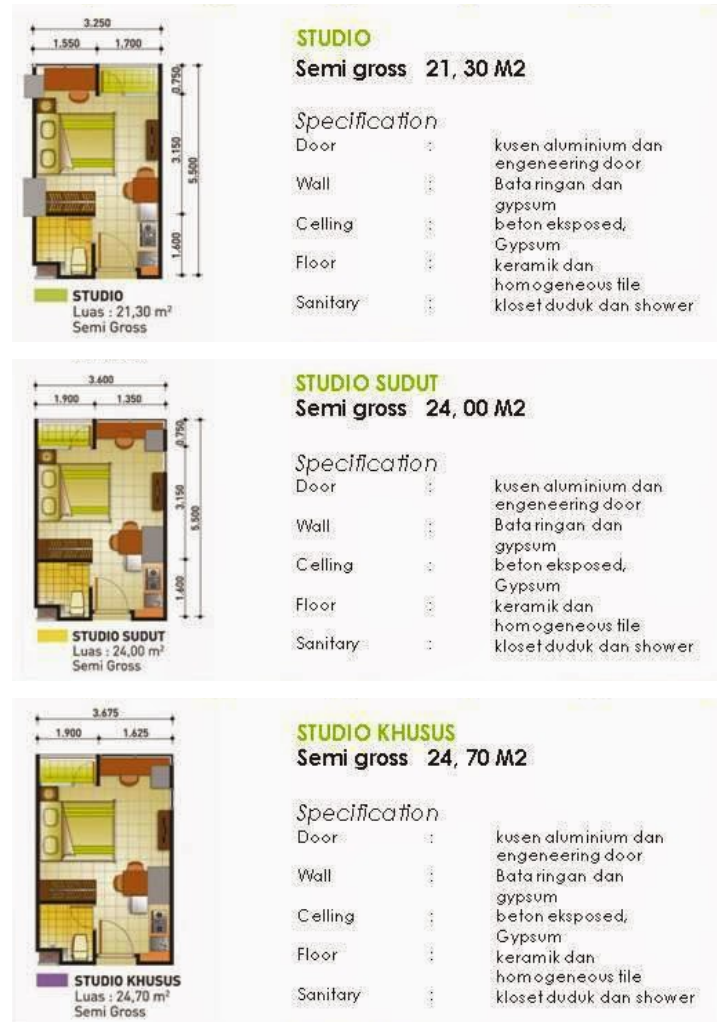 3.250
1.550 1.700
0.750
3.150
5.500
1.600
STUDIO
Luas : 21,30 m²
Semi Gross
STUDIO
Semi gross 21, 30 M2
Specification
Door : kusen aluminium dan
engeneering door
Wall : Bata ringan dan
gypsum
Celling : beton eksposed,
Gypsum
Floor : keramik dan
homogeneous tile
Sanitary : kloset duduk dan shower
3.600
1.900 1.350
0.750
3.150
5.500
1.600
STUDIO SUDUT
Luas : 24,00 m²
Semi Gross
STUDIO SUDUT
Semi gross 24, 00 M2
Specification
Door : kusen aluminium dan
engeneering door
Wall : Bata ringan dan
gypsum
Celling : beton eksposed,
Gypsum
Floor : keramik dan
homogeneous tile
Sanitary : kloset duduk dan shower
3.675
1.900 1.625
STUDIO KHUSUS
Luas : 24,70 m²
Semi Gross
STUDIO KHUSUS
Semi gross 24, 70 M2
Specification
Door : kusen aluminium dan
engeneering door
Wall : Bata ringan dan
gypsum
Celling : beton eksposed,
Gypsum
Floor : keramik dan
homogeneous tile
Sanitary : kloset duduk dan shower